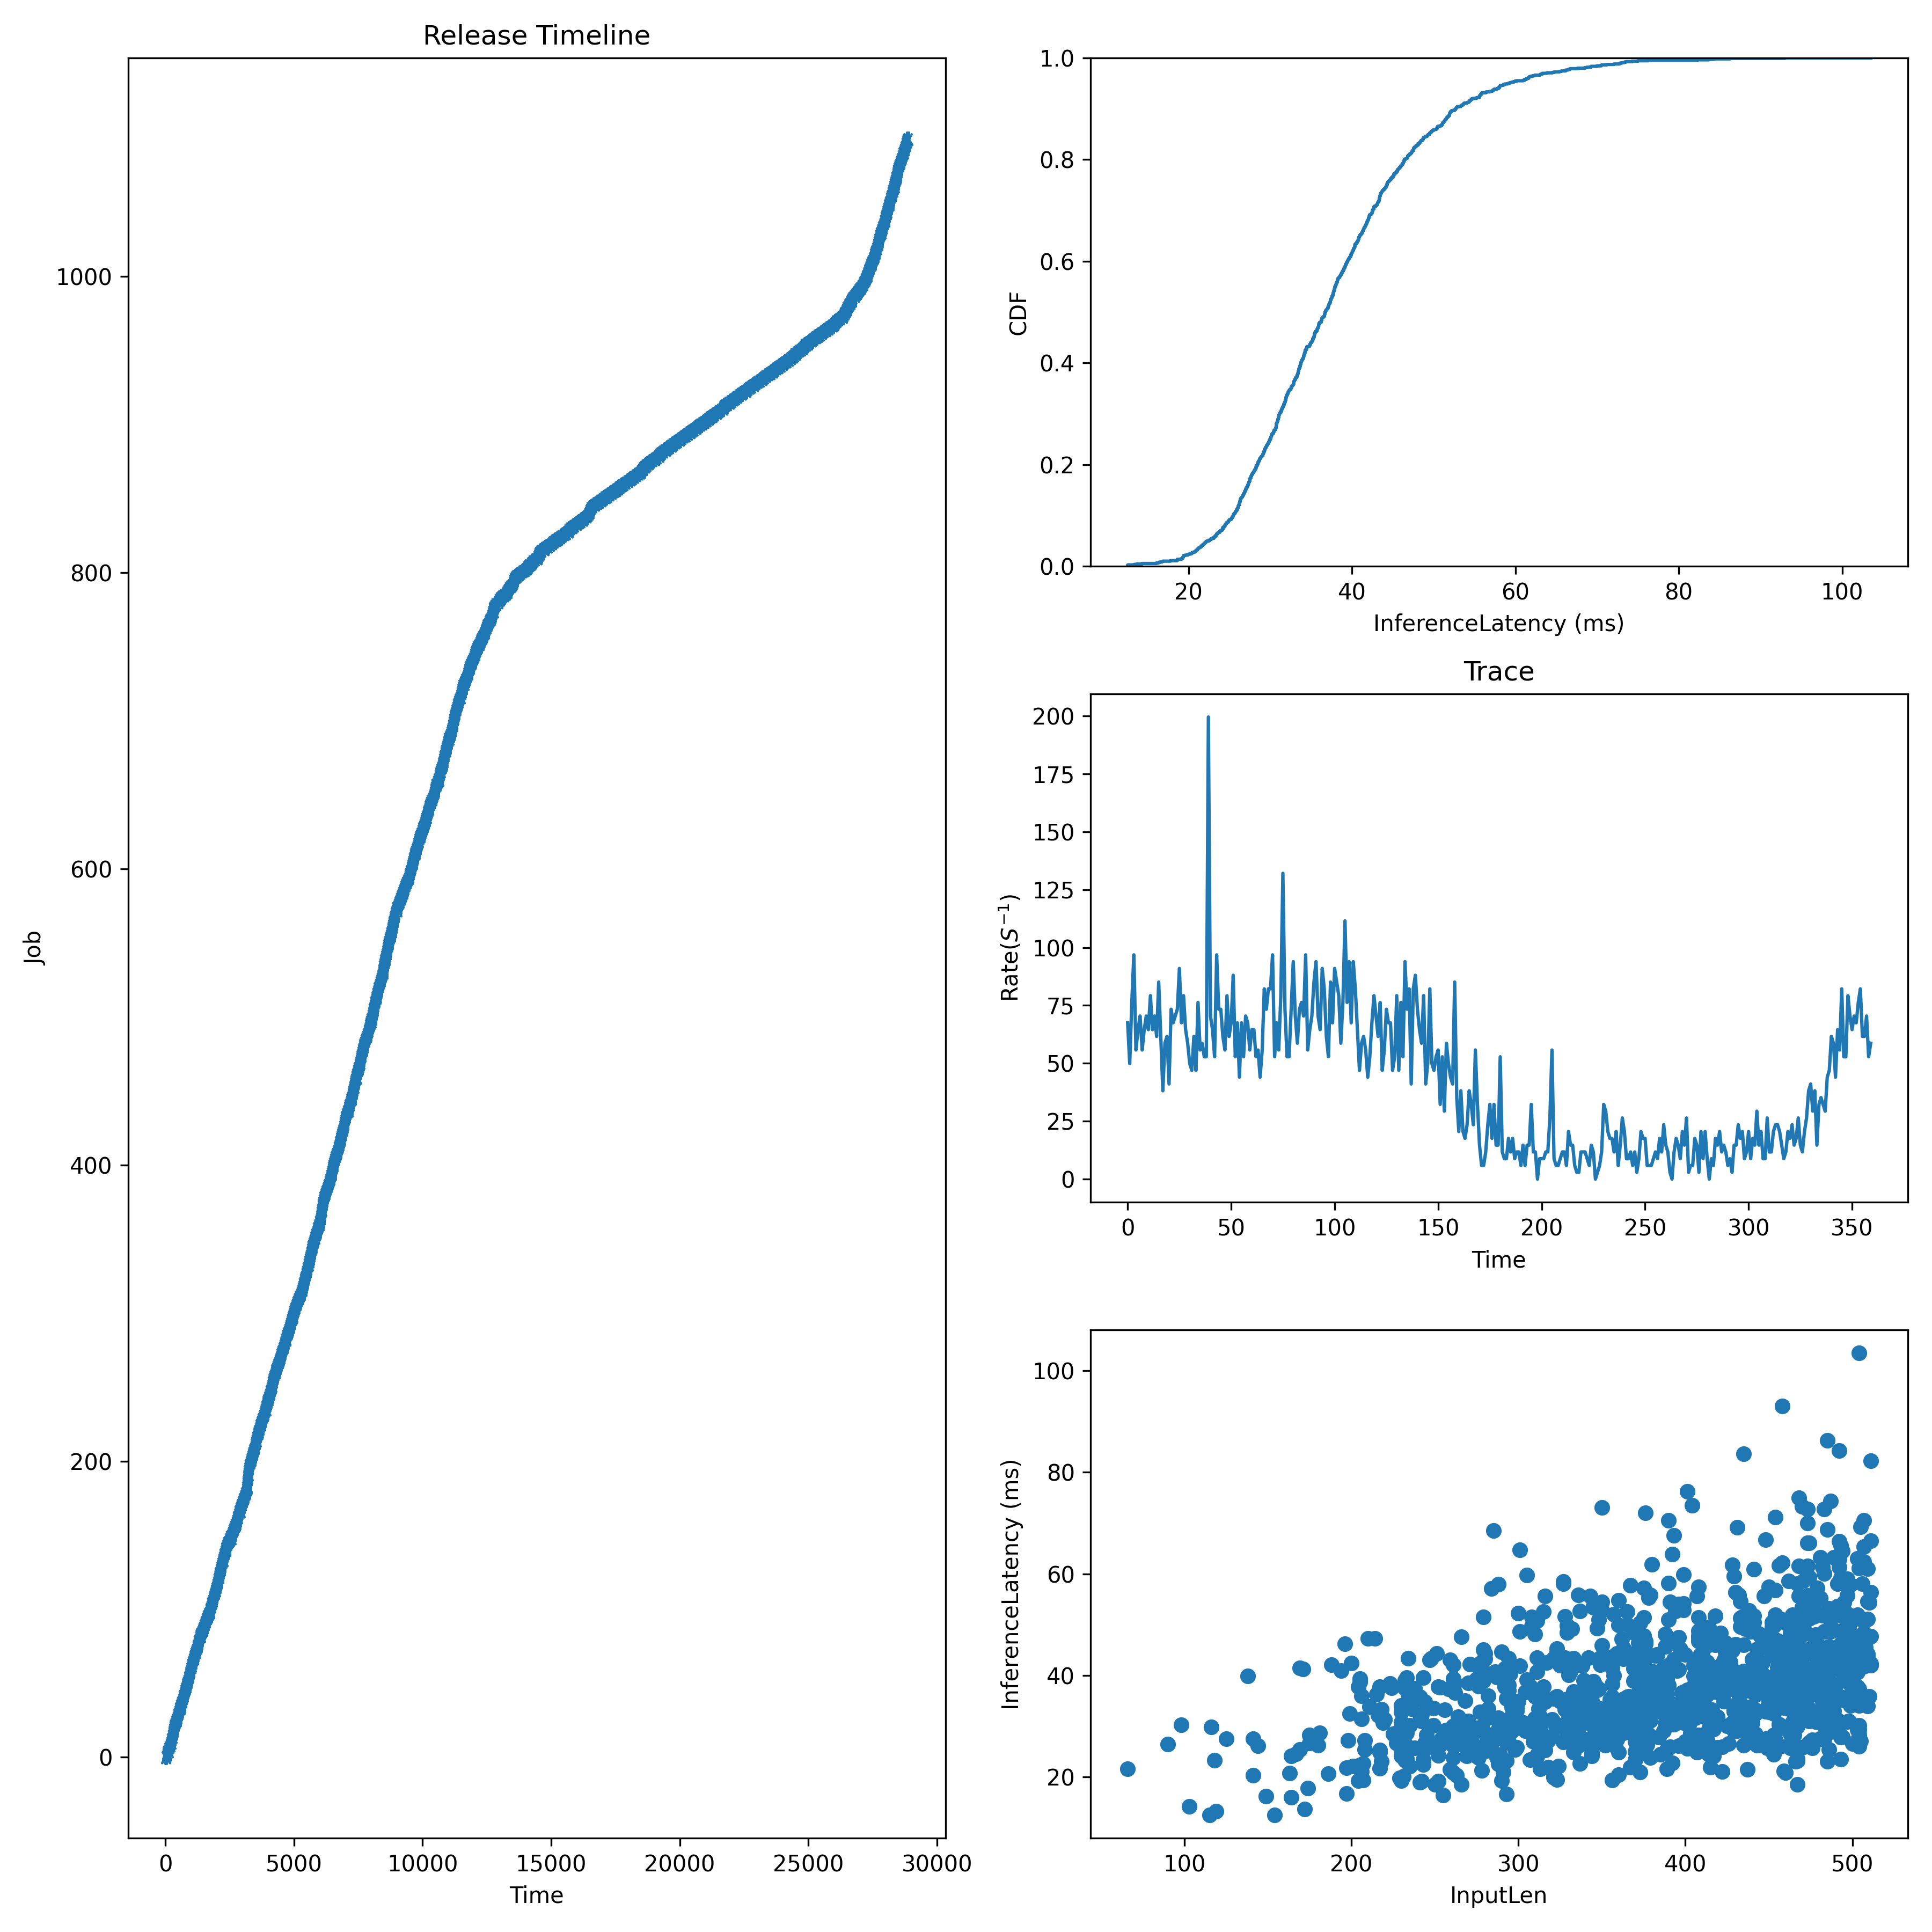 Release Timeline
Job
1000
800
600
400
200
0
0 5000 10000 15000 20000 25000 30000
Time
CDF
1.0
0.8
0.6
0.4
0.2
0.0
20 40 60 80 100
InferenceLatency (ms)
Trace
Rate(S⁻¹)
200
175
150
125
100
75
50
25
0
0 50 100 150 200 250 300 350
Time
InferenceLatency (ms)
100
80
60
40
20
100 200 300 400 500
InputLen